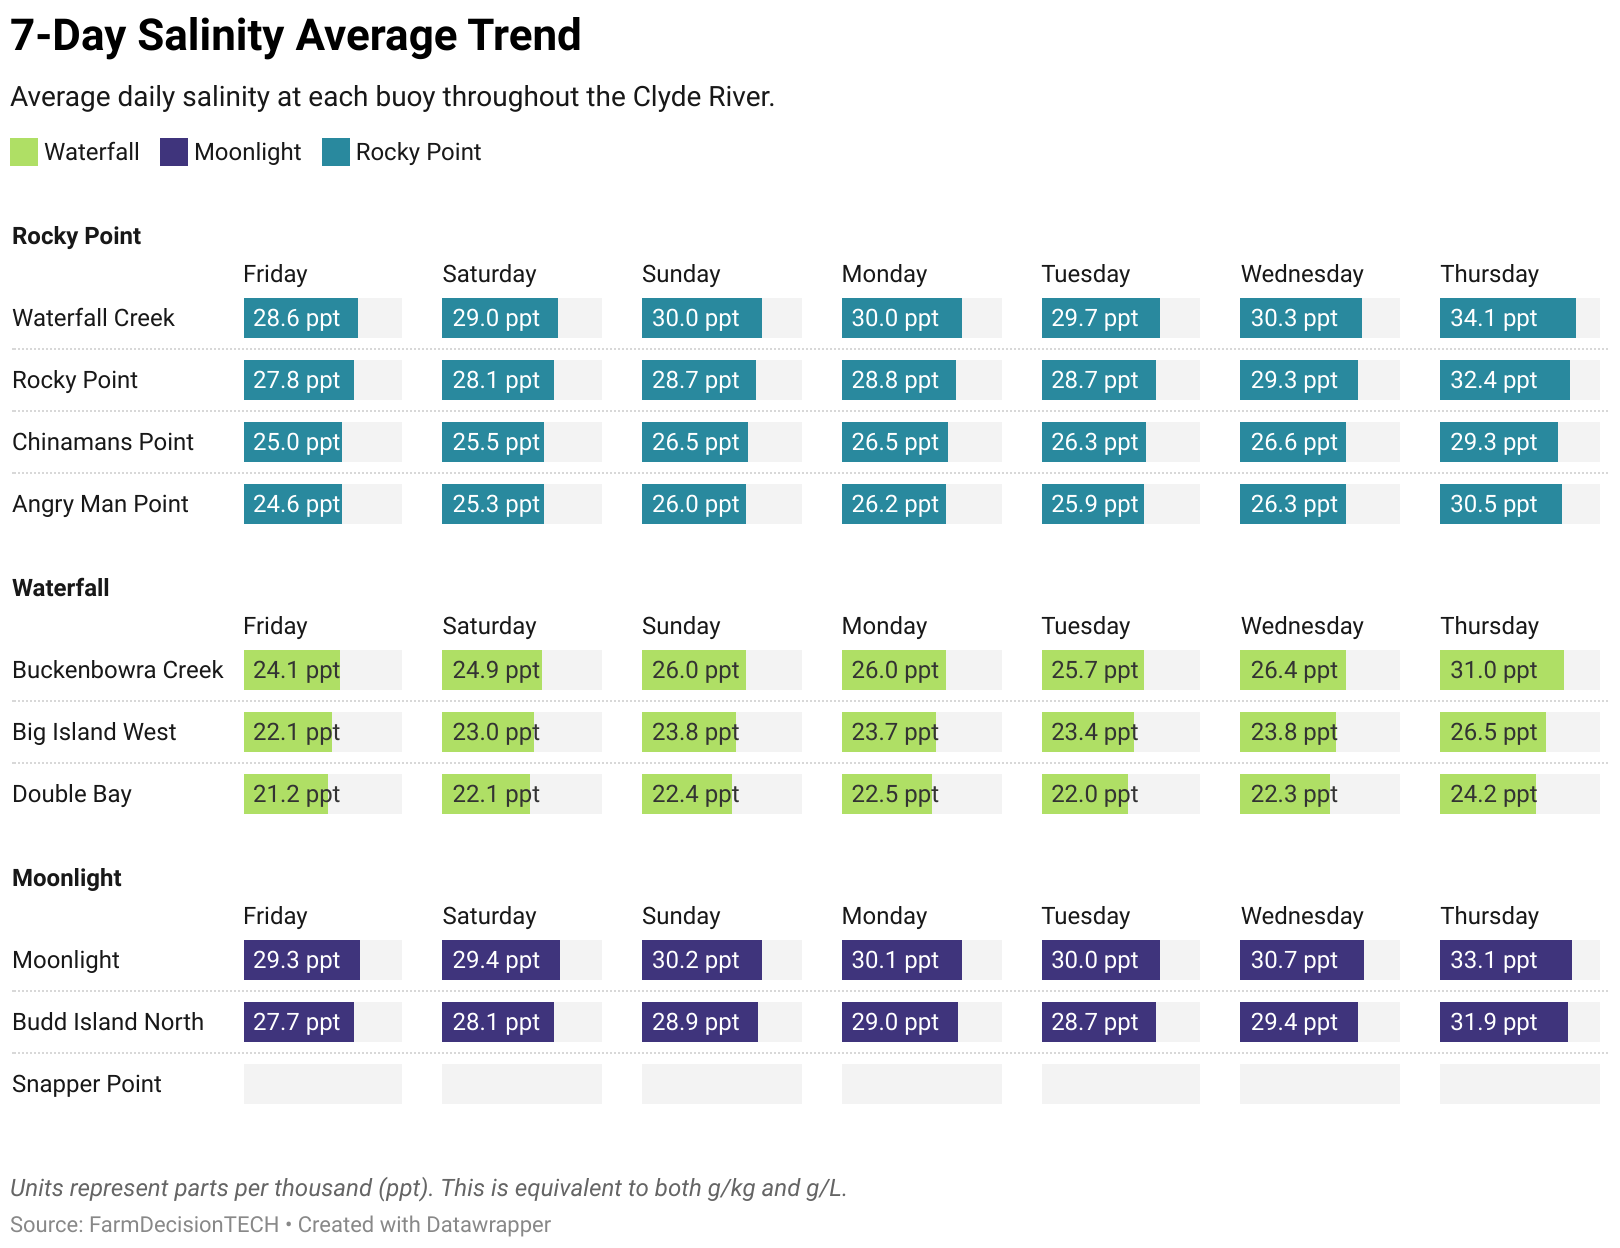 7-Day Salinity Average Trend
Average daily salinity at each buoy throughout the Clyde River.
Waterfall Moonlight Rocky Point
Rocky Point
Friday Saturday Sunday Monday Tuesday Wednesday Thursday
Waterfall Creek 28.6 ppt 29.0 ppt 30.0 ppt 30.0 ppt 29.7 ppt 30.3 ppt 34.1 ppt
Rocky Point 27.8 ppt 28.1 ppt 28.7 ppt 28.8 ppt 28.7 ppt 29.3 ppt 32.4 ppt
Chinamans Point 25.0 ppt 25.5 ppt 26.5 ppt 26.5 ppt 26.3 ppt 26.6 ppt 29.3 ppt
Angry Man Point 24.6 ppt 25.3 ppt 26.0 ppt 26.2 ppt 25.9 ppt 26.3 ppt 30.5 ppt
Waterfall
Friday Saturday Sunday Monday Tuesday Wednesday Thursday
Buckenbowra Creek 24.1 ppt 24.9 ppt 26.0 ppt 26.0 ppt 25.7 ppt 26.4 ppt 31.0 ppt
Big Island West 22.1 ppt 23.0 ppt 23.8 ppt 23.7 ppt 23.4 ppt 23.8 ppt 26.5 ppt
Double Bay 21.2 ppt 22.1 ppt 22.4 ppt 22.5 ppt 22.0 ppt 22.3 ppt 24.2 ppt
Moonlight
Friday Saturday Sunday Monday Tuesday Wednesday Thursday
Moonlight 29.3 ppt 29.4 ppt 30.2 ppt 30.1 ppt 30.0 ppt 30.7 ppt 33.1 ppt
Budd Island North 27.7 ppt 28.1 ppt 28.9 ppt 29.0 ppt 28.7 ppt 29.4 ppt 31.9 ppt
Snapper Point
Units represent parts per thousand (ppt). This is equivalent to both g/kg and g/L.
Source: FarmDecisionTECH • Created with Datawrapper